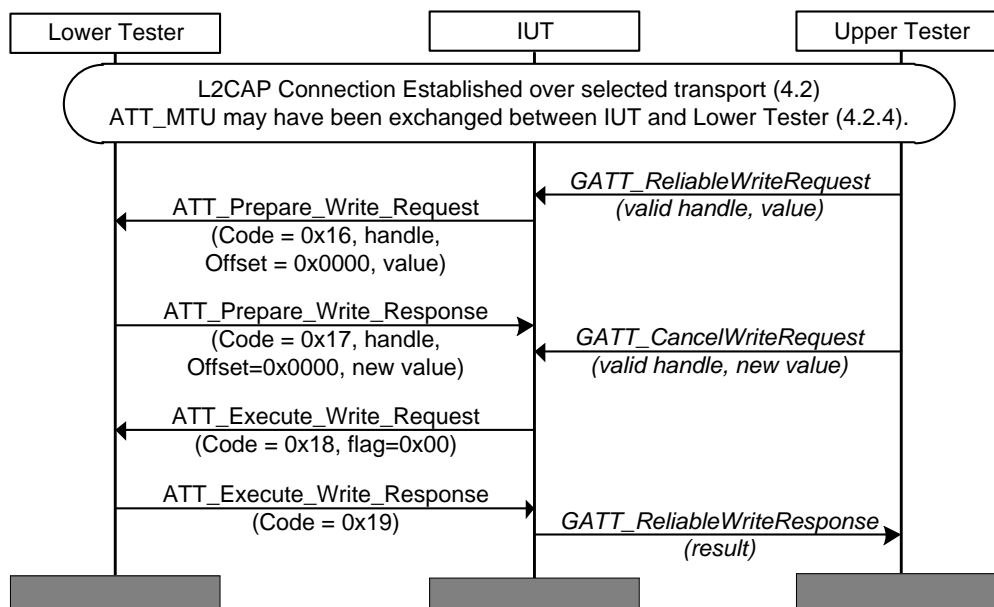 Lower Tester
IUT
Upper Tester
L2CAP Connection Established over selected transport (4.2)
ATT_MTU may have been exchanged between IUT and Lower Tester (4.2.4).
GATT_ReliableWriteRequest
(valid handle, value)
ATT_Prepare_Write_Request
(Code = 0x16, handle,
Offset = 0x0000, value)
ATT_Prepare_Write_Response
(Code = 0x17, handle,
Offset=0x0000, new value)
GATT_CancelWriteRequest
(valid handle, new value)
ATT_Execute_Write_Request
(Code = 0x18, flag=0x00)
ATT_Execute_Write_Response
(Code = 0x19)
GATT_ReliableWriteResponse
(result)